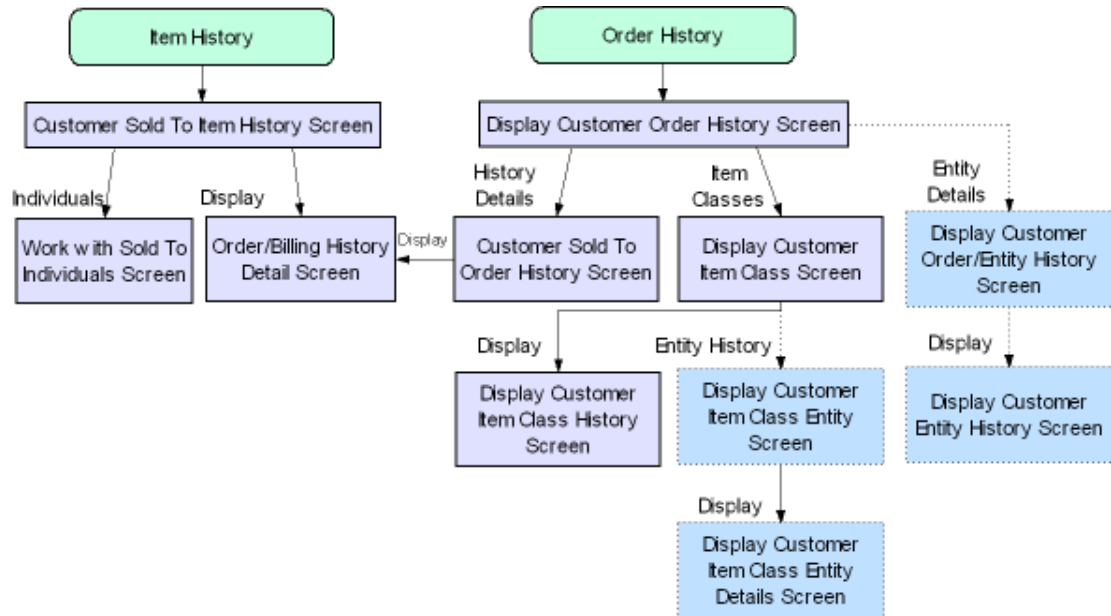 Item History
Order History
Customer Sold To Item History Screen
Display Customer Order History Screen
Individuals
Display
History
Details
Item
Classes
Entity
Details
Work with Sold To
Individuals Screen
Order/Billing History
Detail Screen
Display
Customer Sold To
Order History Screen
Display Customer
Item Class Screen
Display Customer
Order/Entity History
Screen
Display
Entity History
Display
Display Customer
Item Class History
Screen
Display Customer
Item Class Entity
Screen
Display Customer
Entity History Screen
Display
Display Customer
Item Class Entity
Details Screen